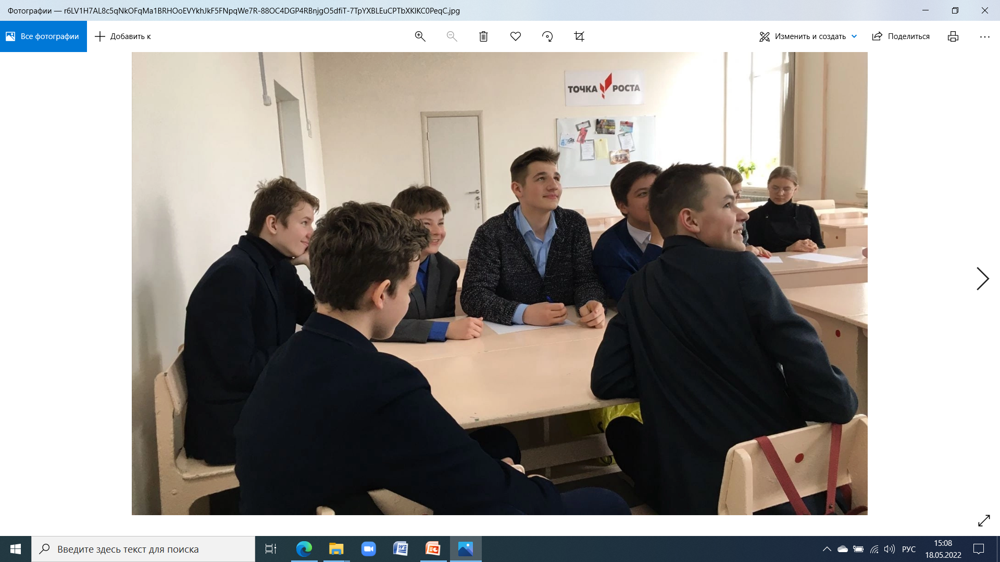 Фотографии — r6LV1H7AL8c5qNkOFqMa1BRHOoEVYkhJkF5FNpqWe7R-88OC4DGP4RBnjgO5dfiT-7TpYXBLEuCPTbXKlKC0PeqC.jpg
Все фотографии
Добавить к
Изменить и создать
Поделиться
ТОЧКА РОСТА
Введите здесь текст для поиска
РУС
15:08
18.05.2022